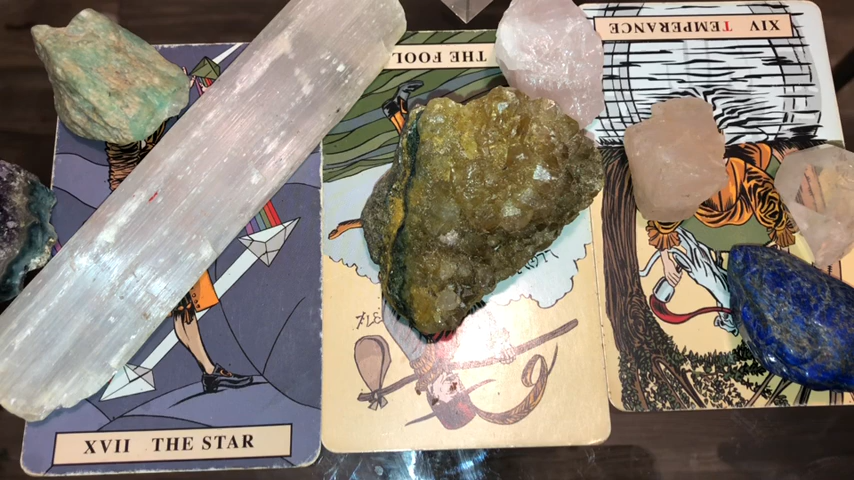 XIV TEMPERANCE
THE FOOL
XVII THE STAR